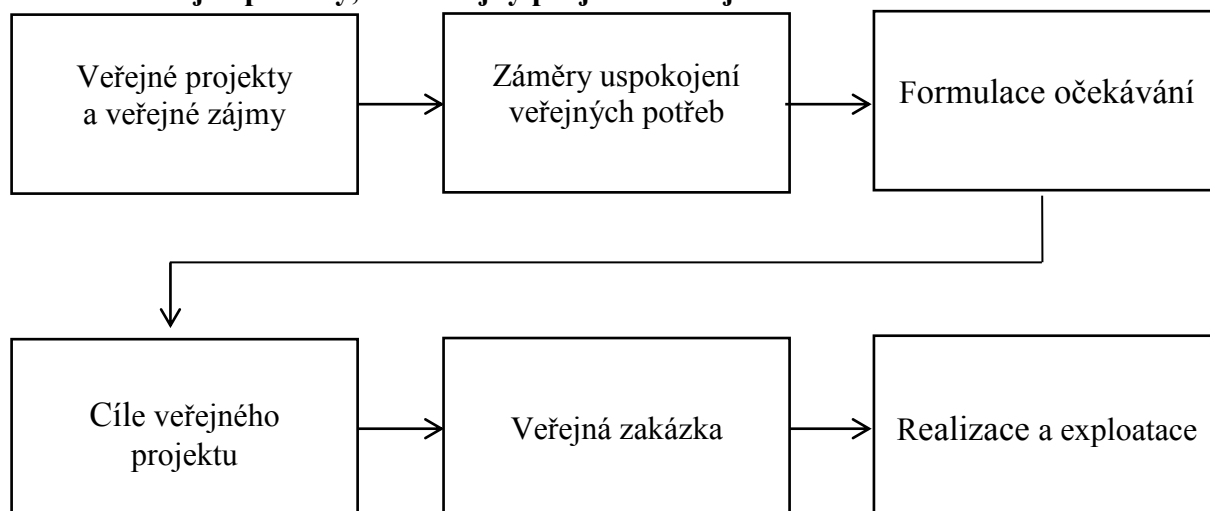 Veřejné projekty
a veřejné zájmy
Záměry uspokojení
veřejných potřeb
Formulace očekávání
Cíle veřejného
projektu
Veřejná zakázka
Realizace a exploatace